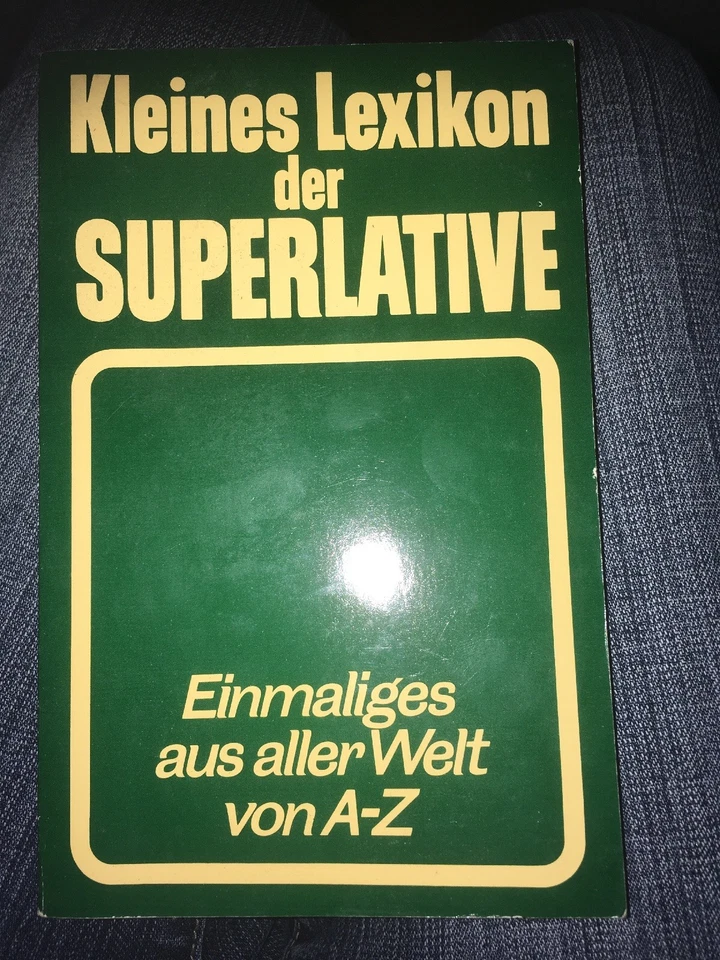 Kleines Lexikon
der
SUPERLATIVE
Einmaliges
aus aller Welt
von A-Z